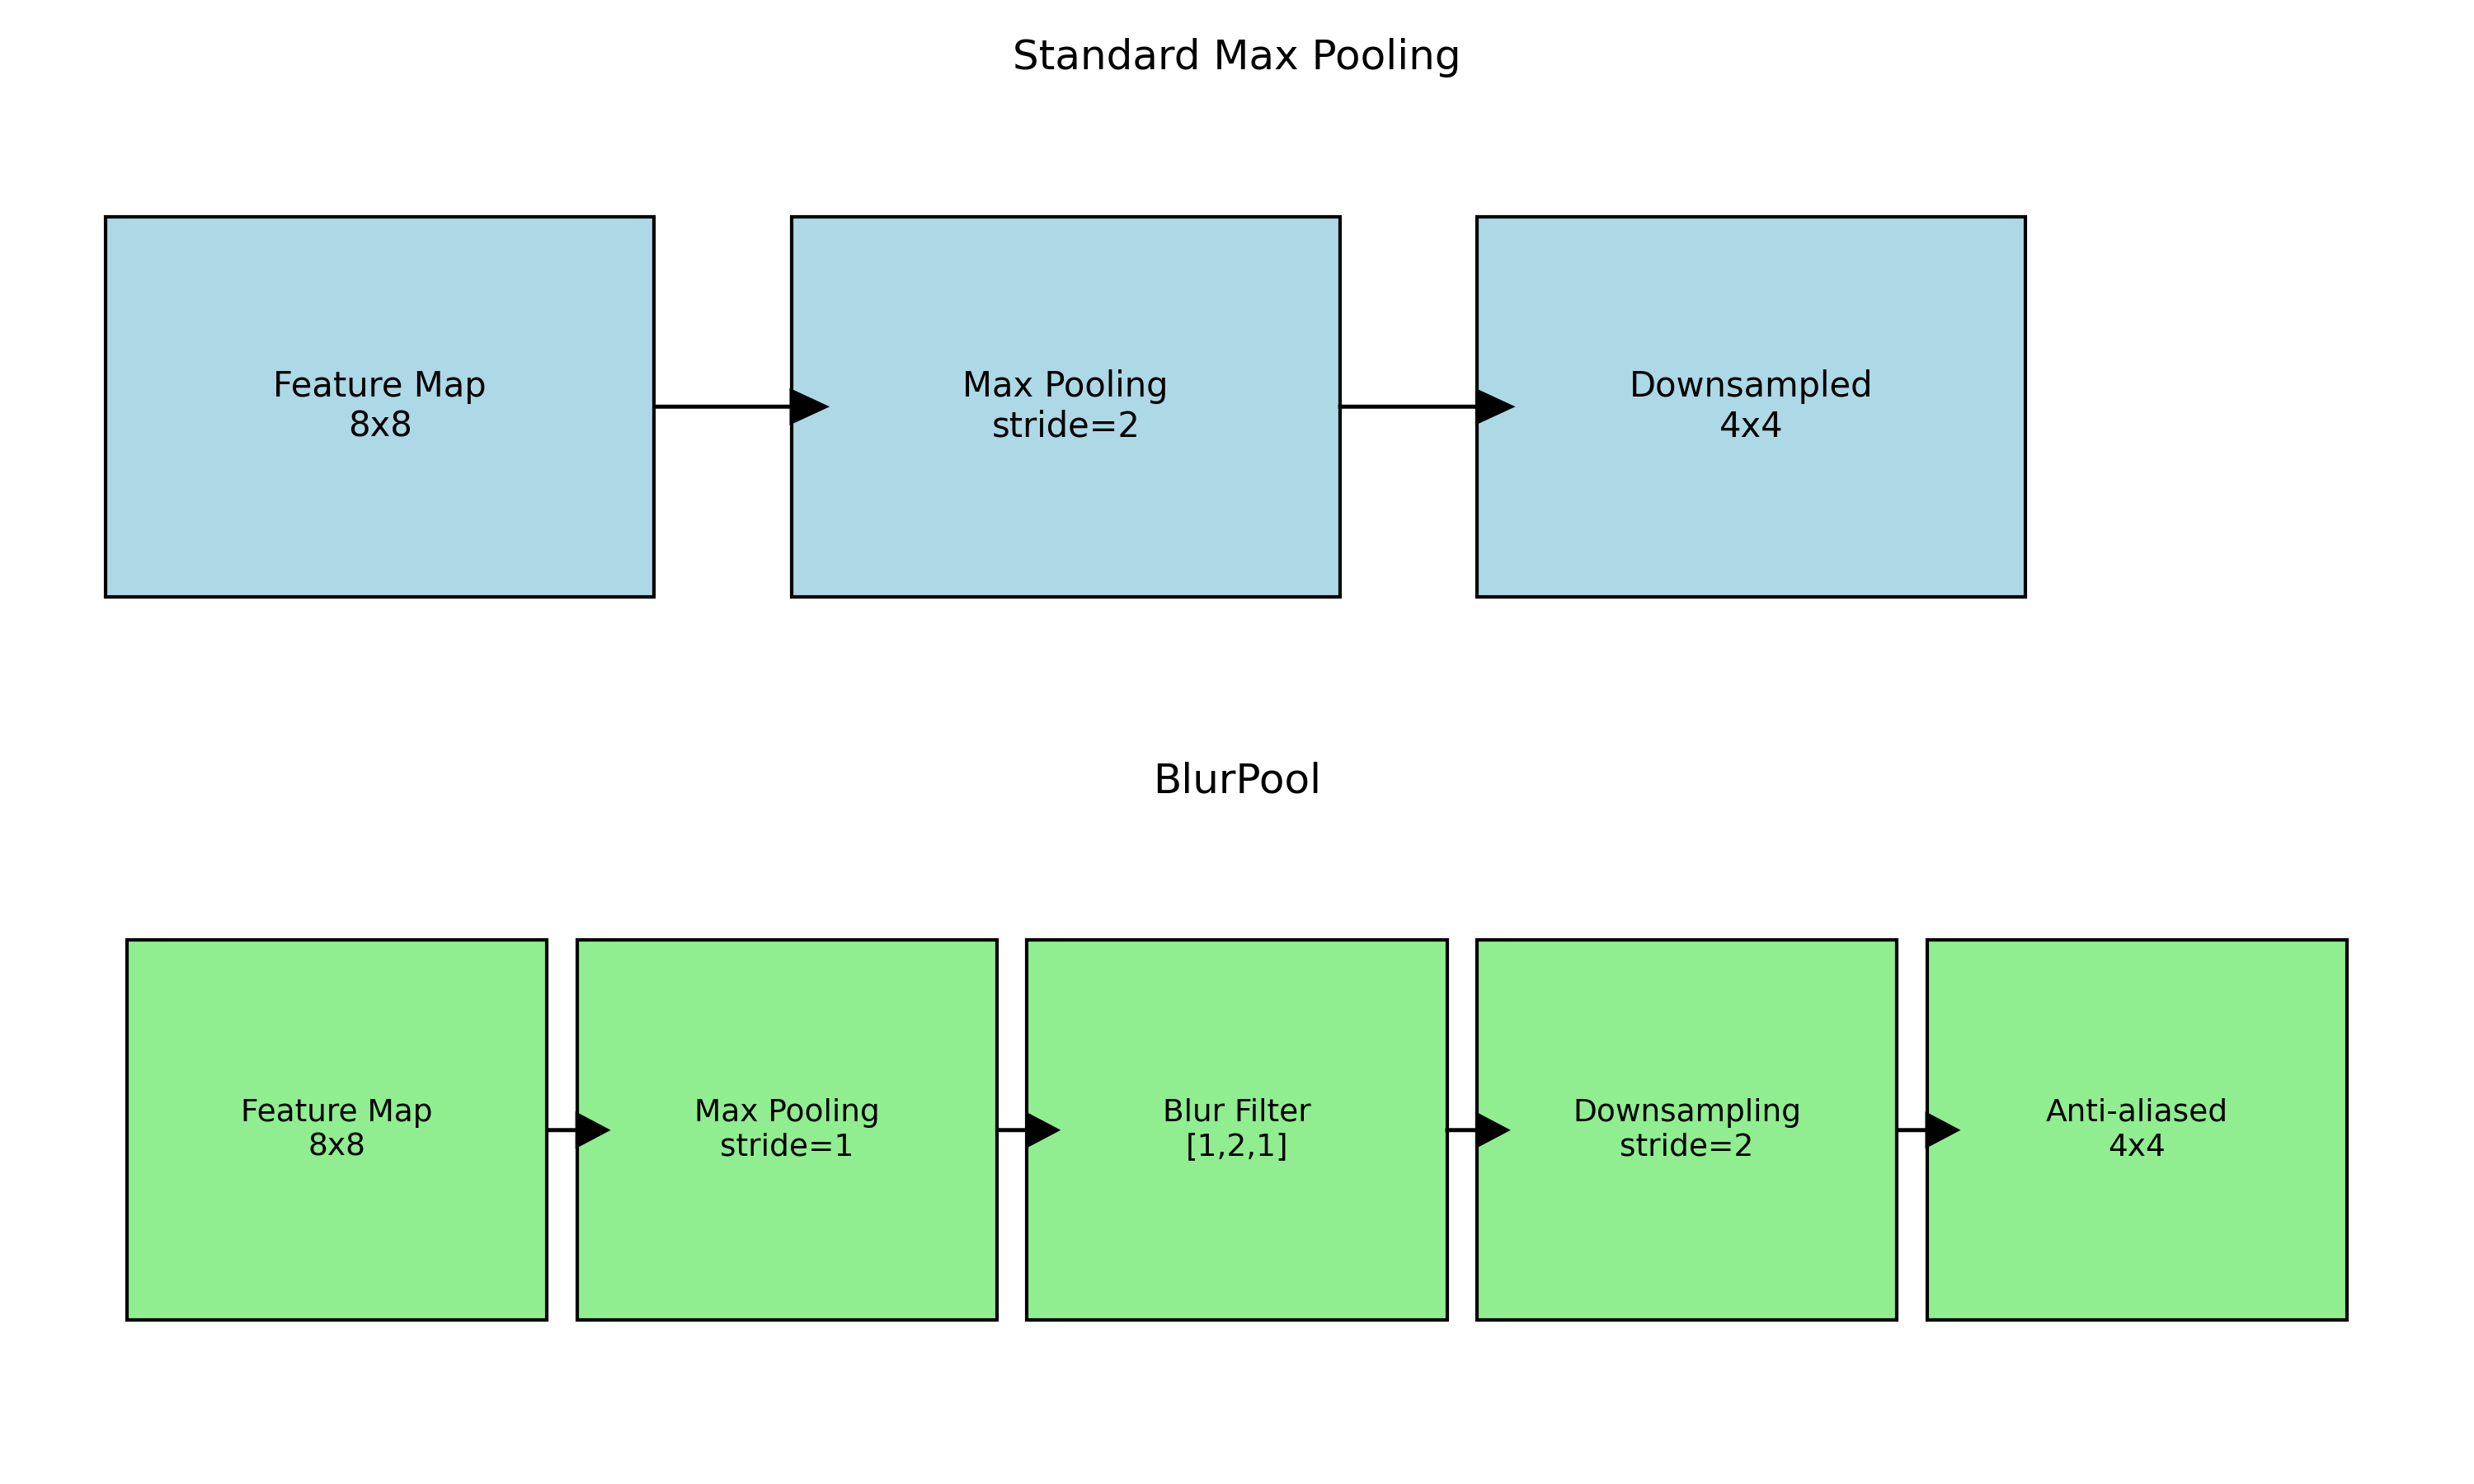 Standard Max Pooling
Feature Map
8x8
Max Pooling
stride=2
Downsampled
4x4
BlurPool
Feature Map
8x8
Max Pooling
stride=1
Blur Filter
[1,2,1]
Downsampling
stride=2
Anti-aliased
4x4